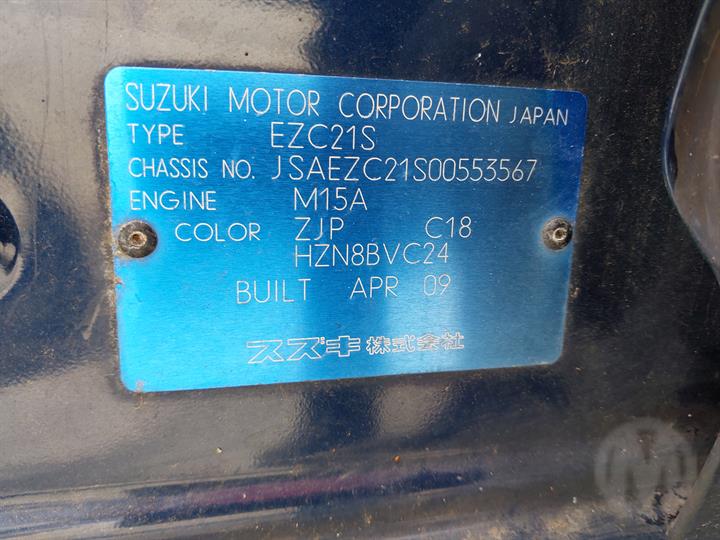 SUZUKI MOTOR CORPORATION JAPAN
TYPE EZC21S
CHASSIS NO. JSAEZC21S00553567
ENGINE M15A
COLOR ZJP C18
HZN8BVC24
BUILT APR 09
スズキ株式会社
M